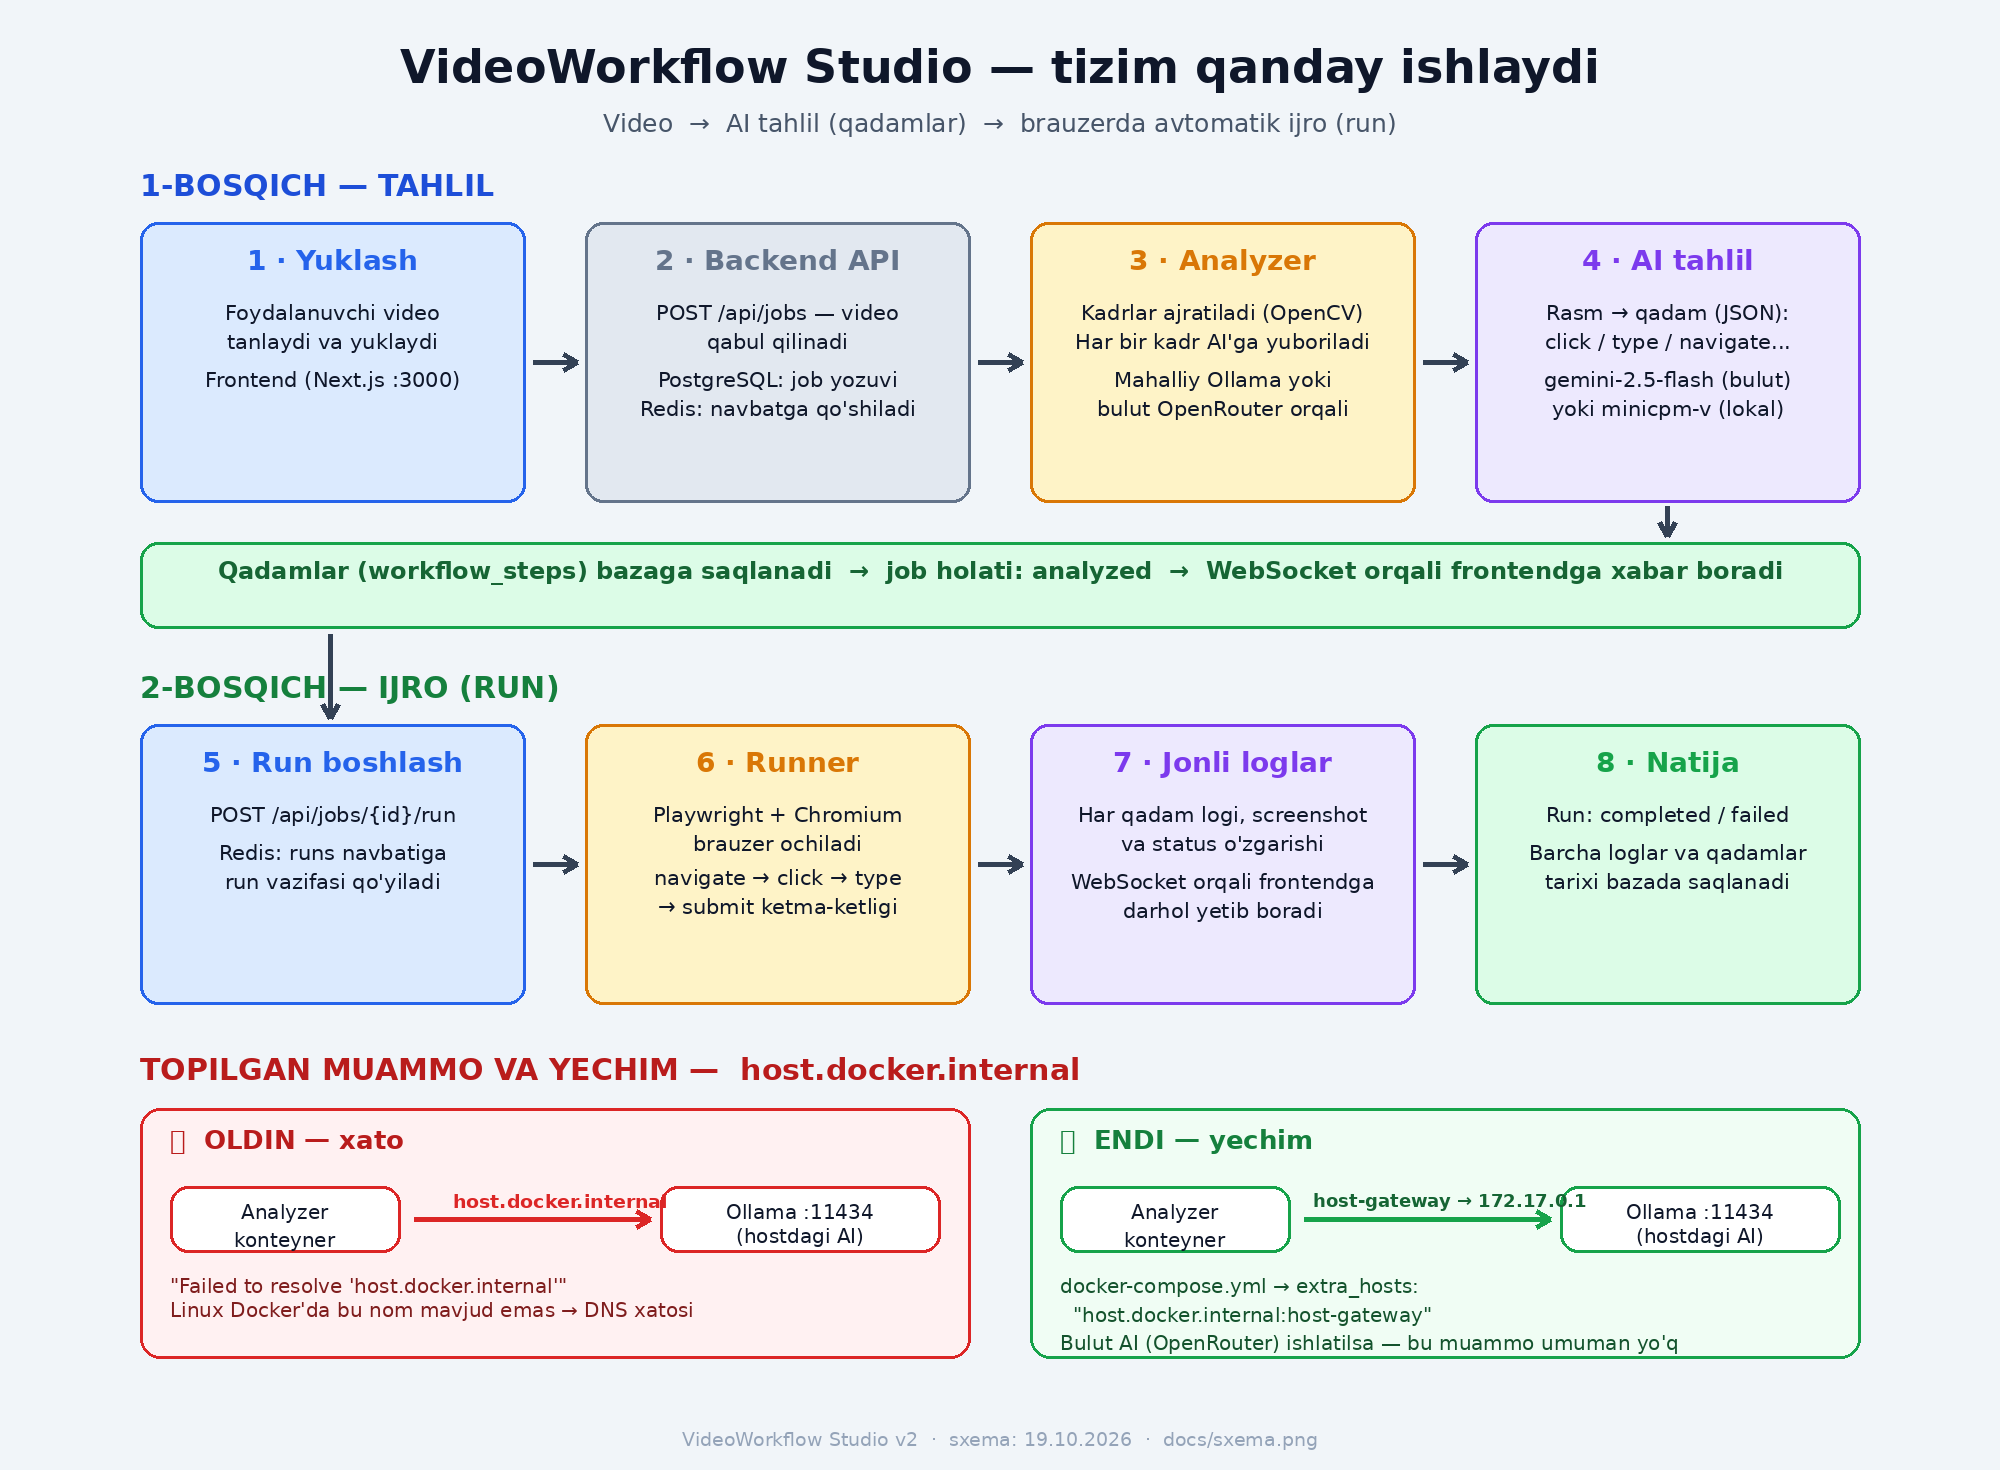 VideoWorkflow Studio — tizim qanday ishlaydi
Video → AI tahlil (qadamlar) → brauzerda avtomatik ijro (run)
1-BOSQICH — TAHLIL
1 · Yuklash
Foydalanuvchi video
tanlaydi va yuklaydi
Frontend (Next.js :3000)
2 · Backend API
POST /api/jobs — video
qabul qilinadi
PostgreSQL: job yozuvi
Redis: navbatga qo'shiladi
3 · Analyzer
Kadrlar ajratiladi (OpenCV)
Har bir kadr AI'ga yuboriladi
Mahalliy Ollama yoki
bulut OpenRouter orqali
4 · AI tahlil
Rasm → qadam (JSON):
click / type / navigate...
gemini-2.5-flash (bulut)
yoki minicpm-v (lokal)
Qadamlar (workflow_steps) bazaga saqlanadi → job holati: analyzed → WebSocket orqali frontendga xabar boradi
2-BOSQICH — IJRO (RUN)
5 · Run boshlash
POST /api/jobs/{id}/run
Redis: runs navbatiga
run vazifasi qo'yiladi
6 · Runner
Playwright + Chromium
brauzer ochiladi
navigate → click → type
→ submit ketma-ketligi
7 · Jonli loglar
Har qadam logi, screenshot
va status o'zgarishi
WebSocket orqali frontendga
darhol yetib boradi
8 · Natija
Run: completed / failed
Barcha loglar va qadamlar
tarixi bazada saqlanadi
TOPILGAN MUAMMO VA YECHIM — host.docker.internal
OLDIN — xato
Analyzer
konteyner
host.docker.internal
Ollama :11434
(hostdagi AI)
"Failed to resolve 'host.docker.internal'"
Linux Docker'da bu nom mavjud emas → DNS xatosi
ENDI — yechim
Analyzer
konteyner
host-gateway → 172.17.0.1
Ollama :11434
(hostdagi AI)
docker-compose.yml → extra_hosts:
"host.docker.internal:host-gateway"
Bulut AI (OpenRouter) ishlatilsa — bu muammo umuman yo'q
VideoWorkflow Studio v2 · sxema: 19.10.2026 · docs/sxema.png